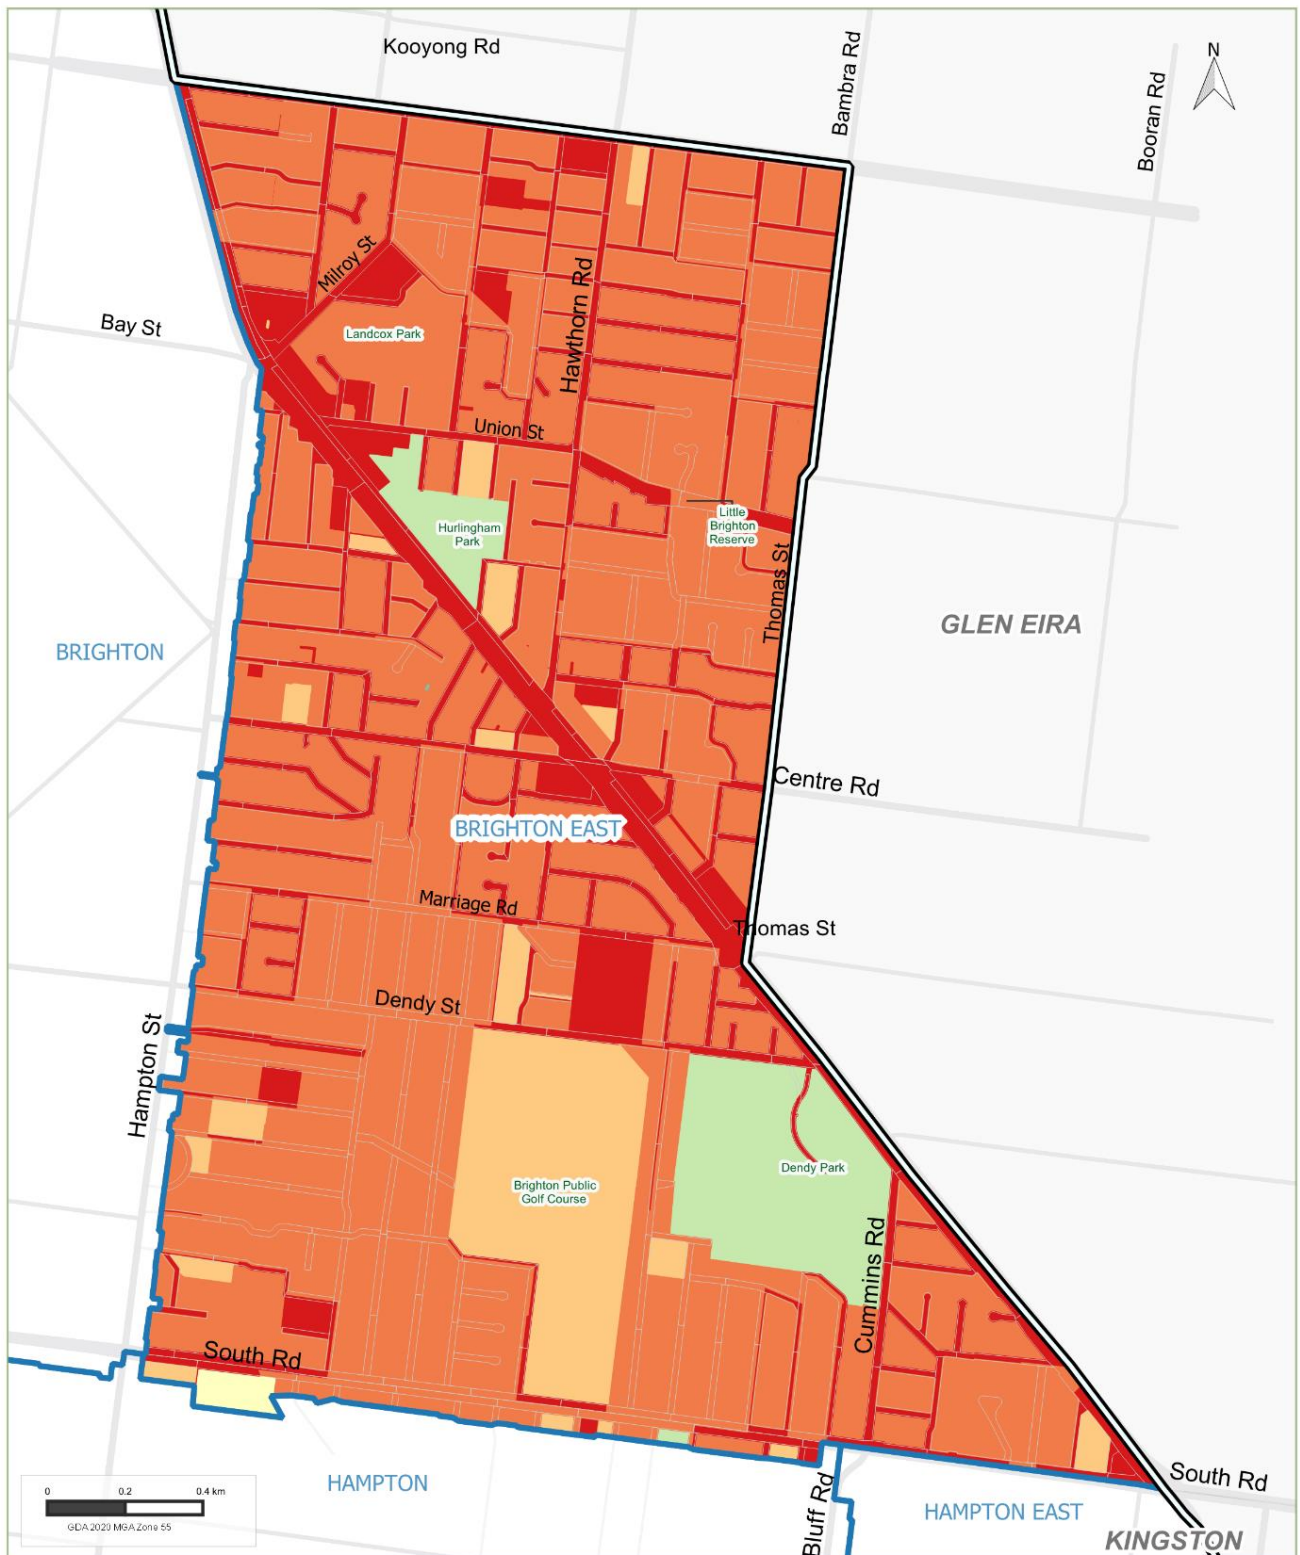 Kooyong Rd
Bambra Rd
Booran Rd
N
Milroy St
Hawthorn Rd
Bay St
Landcox Park
Union St
Hurlingham
Park
Little
Brighton
Reserve
Thomas St
GLEN EIRA
BRIGHTON
Centre Rd
BRIGHTON EAST
Marriage Rd
Thomas St
Dendy St
Hampton St
Dendy Park
Brighton Public
Golf Course
Cummins Rd
South Rd
South Rd
HAMPTON
Bluff Rd
HAMPTON EAST
KINGSTON
0 0.2 0.4 km
GDA 2020 MGA Zone 55